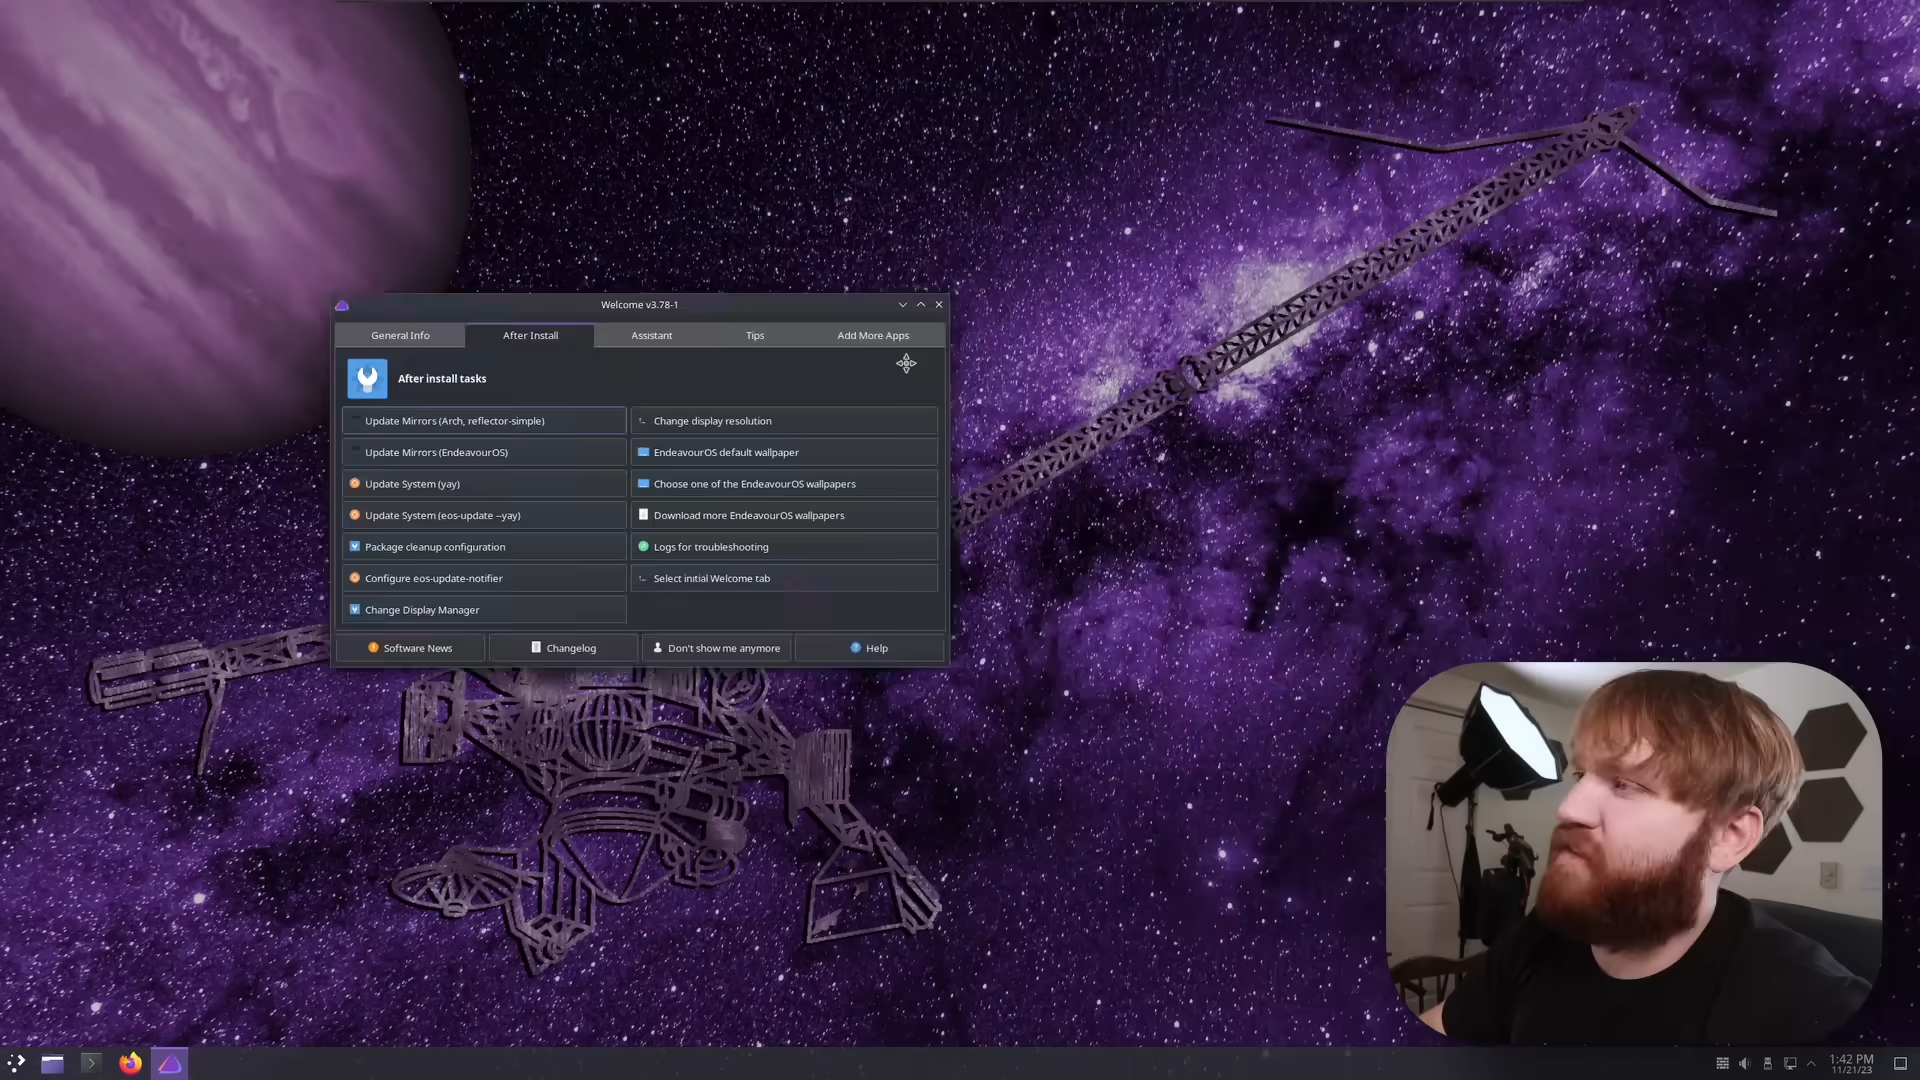 Welcome v3.78-1
General Info
After Install
Assistant
Tips
Add More Apps
After install tasks
Update Mirrors (Arch, reflector-simple)
Change display resolution
Update Mirrors (EndeavourOS)
EndeavourOS default wallpaper
Update System (yay)
Choose one of the EndeavourOS wallpapers
Update System (eos-update --yay)
Download more EndeavourOS wallpapers
Package cleanup configuration
Logs for troubleshooting
Configure eos-update-notifier
Select initial Welcome tab
Change Display Manager
Software News
Changelog
Don't show me anymore
Help
1:42 PM
11/21/23